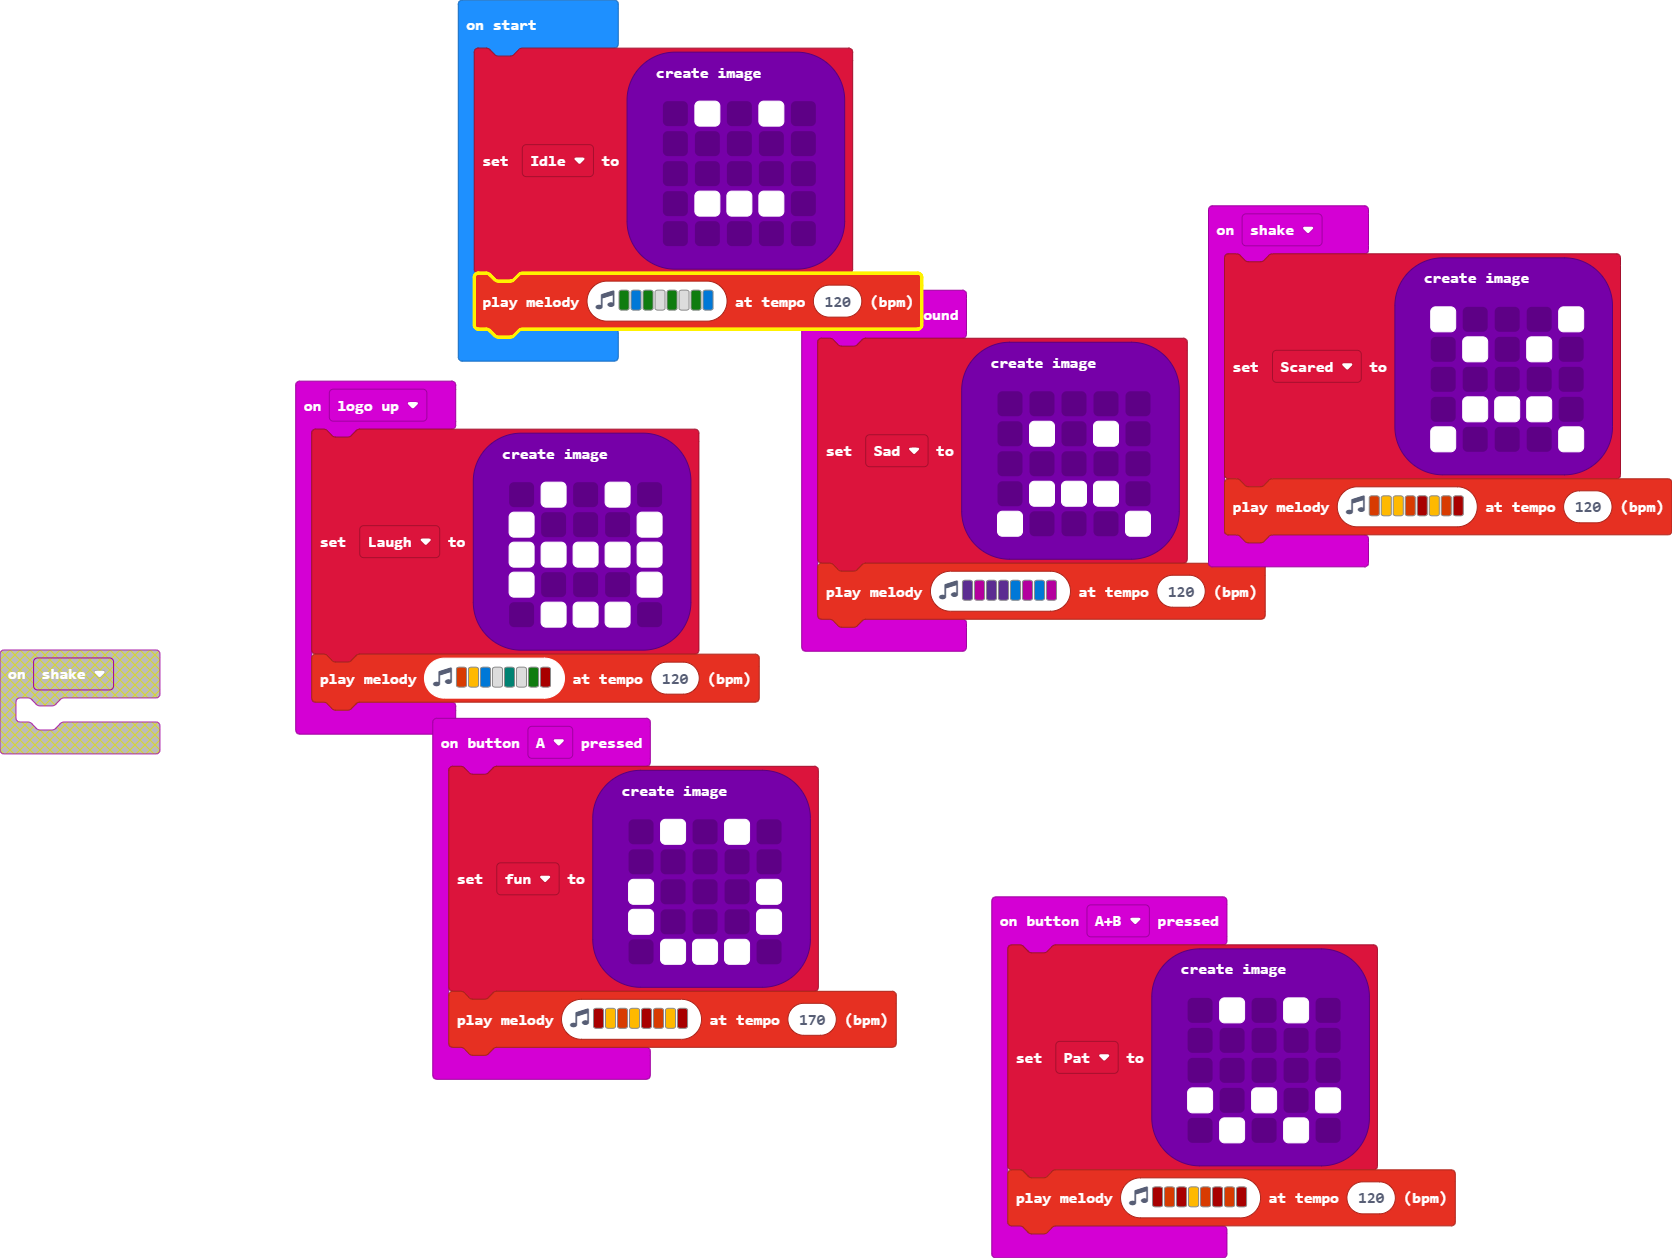 on start
set Idle to create image
play melody at tempo 120 (bpm)
on shake
set Scared to create image
play melody at tempo 120 (bpm)
ound
set Sad to create image
play melody at tempo 120 (bpm)
on logo up
set Laugh to create image
play melody at tempo 120 (bpm)
on shake
on button A pressed
set fun to create image
play melody at tempo 170 (bpm)
on button A+B pressed
set Pat to create image
play melody at tempo 120 (bpm)